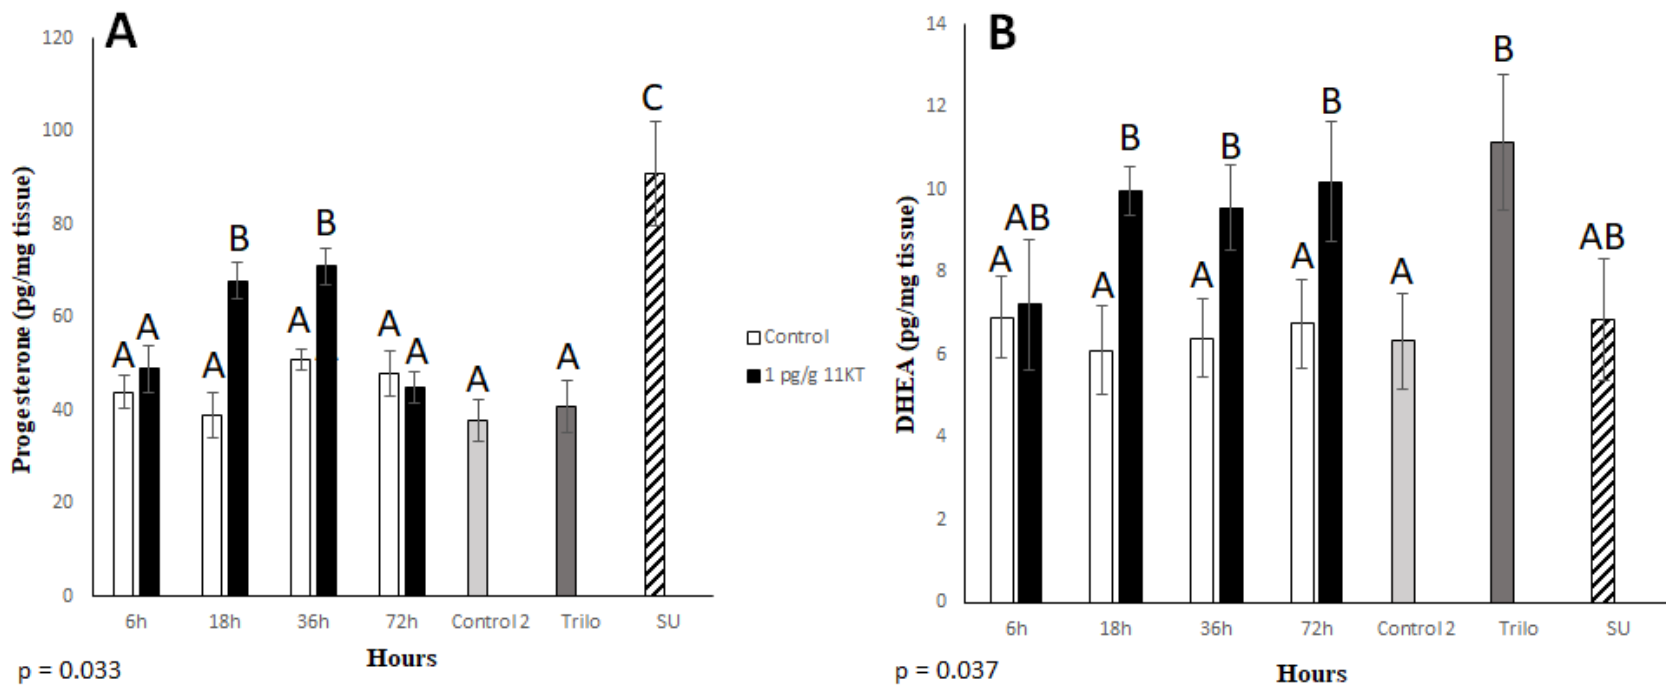 A
B
120
100
80
60
40
20
0
Progesterone (pg/mg tissue)
A
A
A
B
A
B
A
A
A
A
C
6h
18h
36h
72h
Control 2
Trilo
SU
Hours
p = 0.033
Control
1 pg/g 11KT
14
12
10
8
6
4
2
0
DHEA (pg/mg tissue)
A
AB
A
B
A
B
A
B
A
B
AB
6h
18h
36h
72h
Control 2
Trilo
SU
Hours
p = 0.037